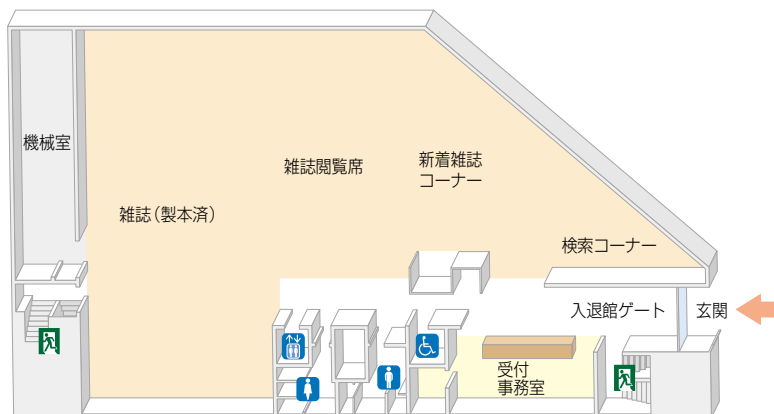 機械室
雑誌閲覧席
新着雑誌
コーナー
雑誌（製本済）
検索コーナー
入退館ゲート
玄関
受付
事務室